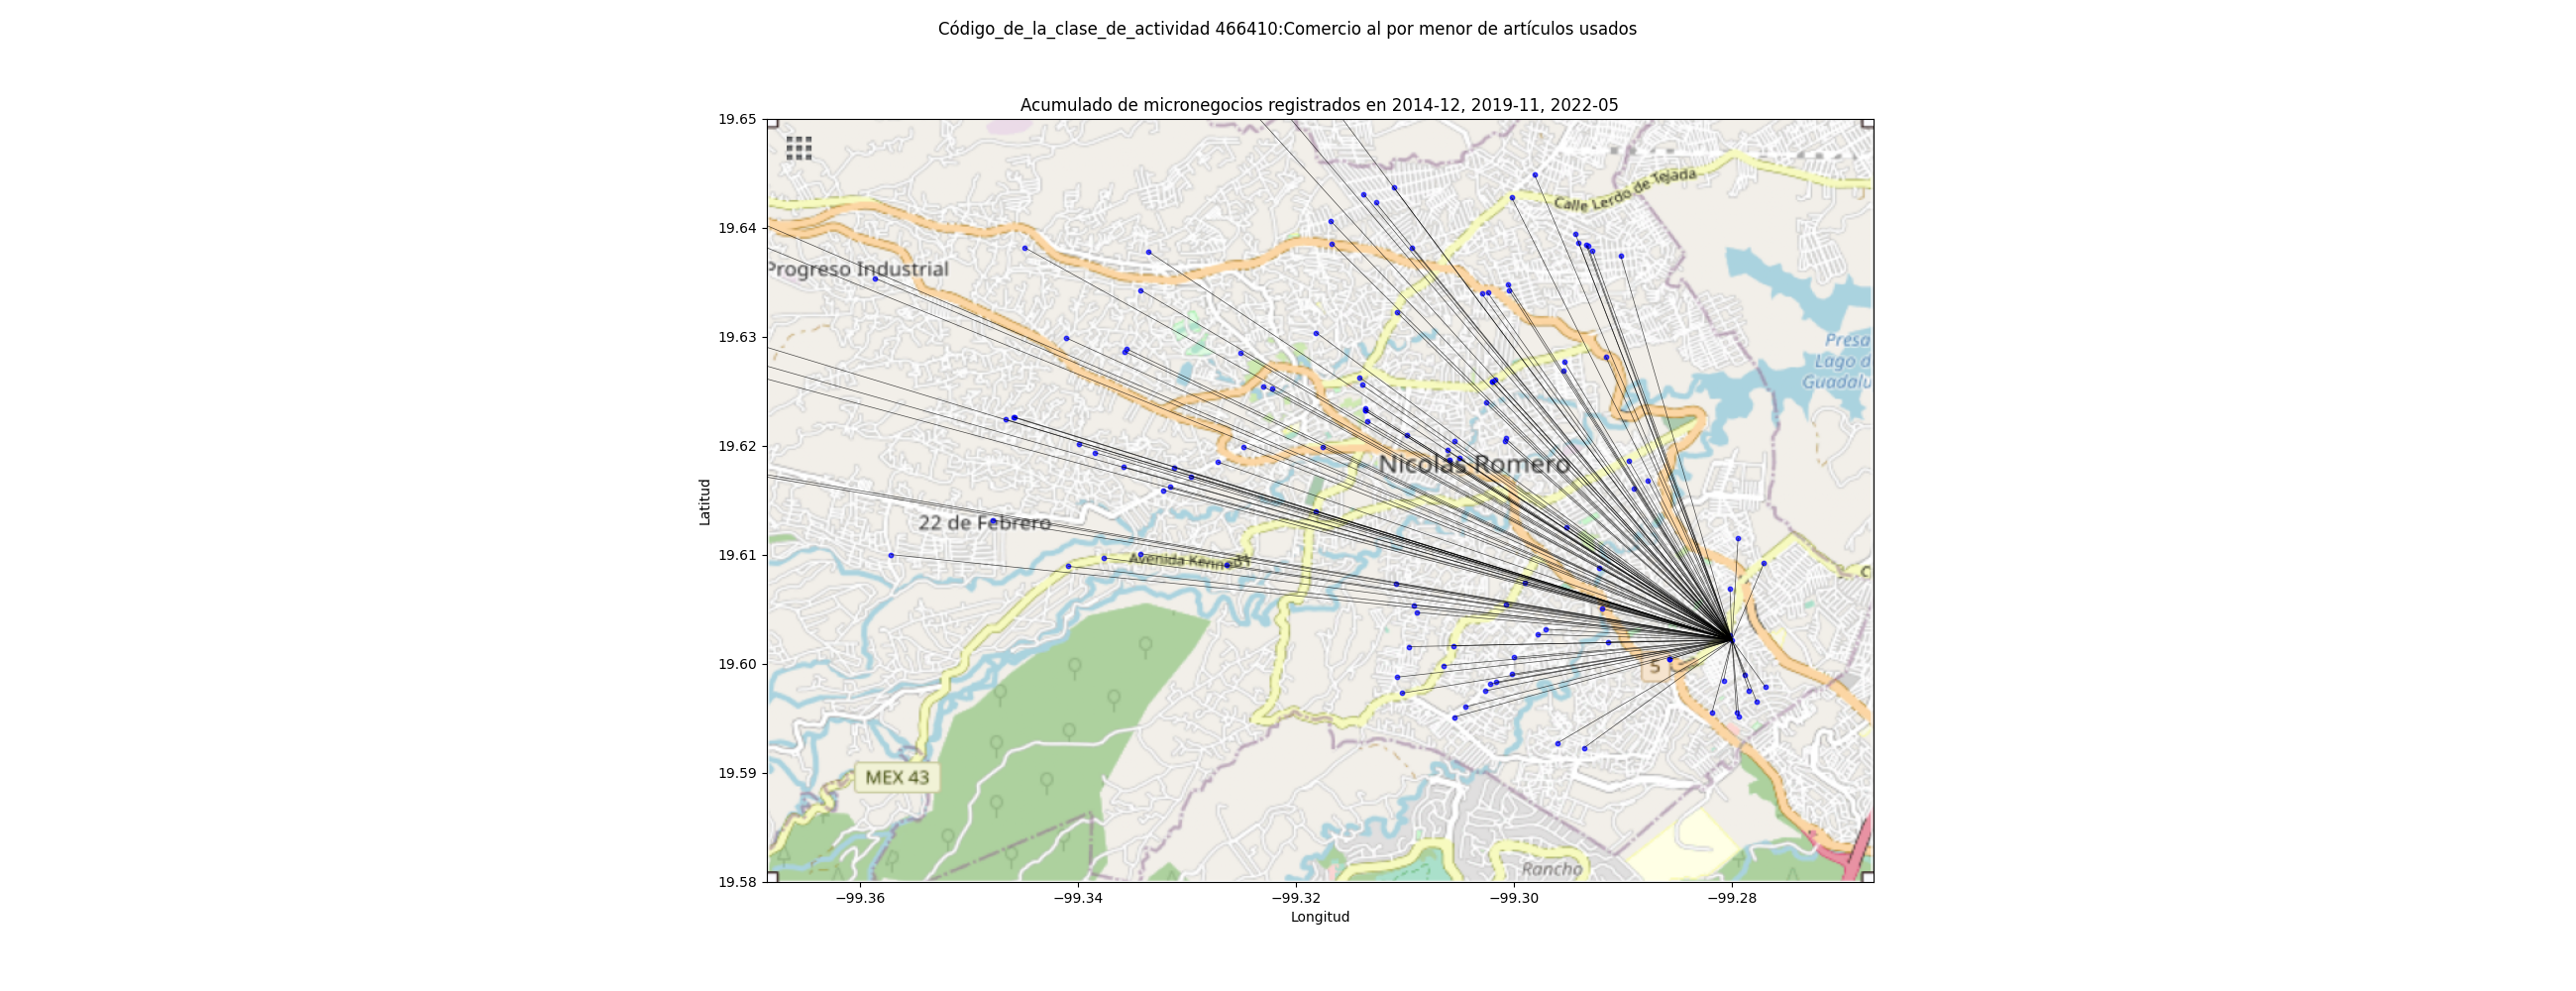 Código_de_la_clase_de_actividad 466410:Comercio al por menor de artículos usados
Acumulado de micronegocios registrados en 2014-12, 2019-11, 2022-05
19.65
19.64
19.63
19.62
19.61
19.60
19.59
19.58
Latitud
Calle Lerdo de Tejada
Progreso Industrial
Presa
Lago d
Guadalu
Nicolás Romero
22 de Febrero
Avenida Kennedy
C
5
MEX 43
Rancho
−99.36
−99.34
−99.32
−99.30
−99.28
Longitud